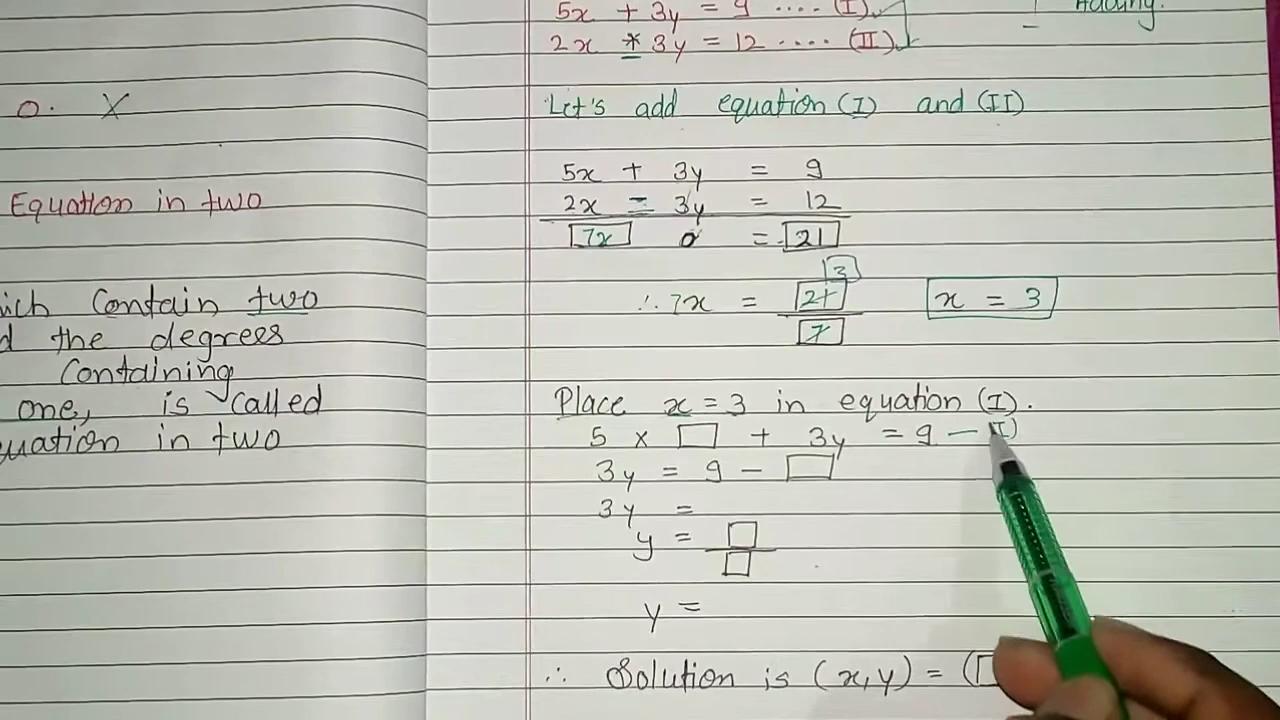 O. X
Equation in two
ich contain two
d the degrees
containing
one, is called
uation in two
5x + 3y = 9 .... (I)
2x * 3y = 12 .... (II)
Adding.
Let's add equation (I) and (II)
5x + 3y = 9
2x - 3y = 12
7x 0 = 21
3
∴ 7x = 21 x = 3
7
Place x = 3 in equation (I).
5 × □ + 3y = 9 — I)
3y = 9 - □
3y =
y = □
□
y =
∴ Solution is (x,y) = (